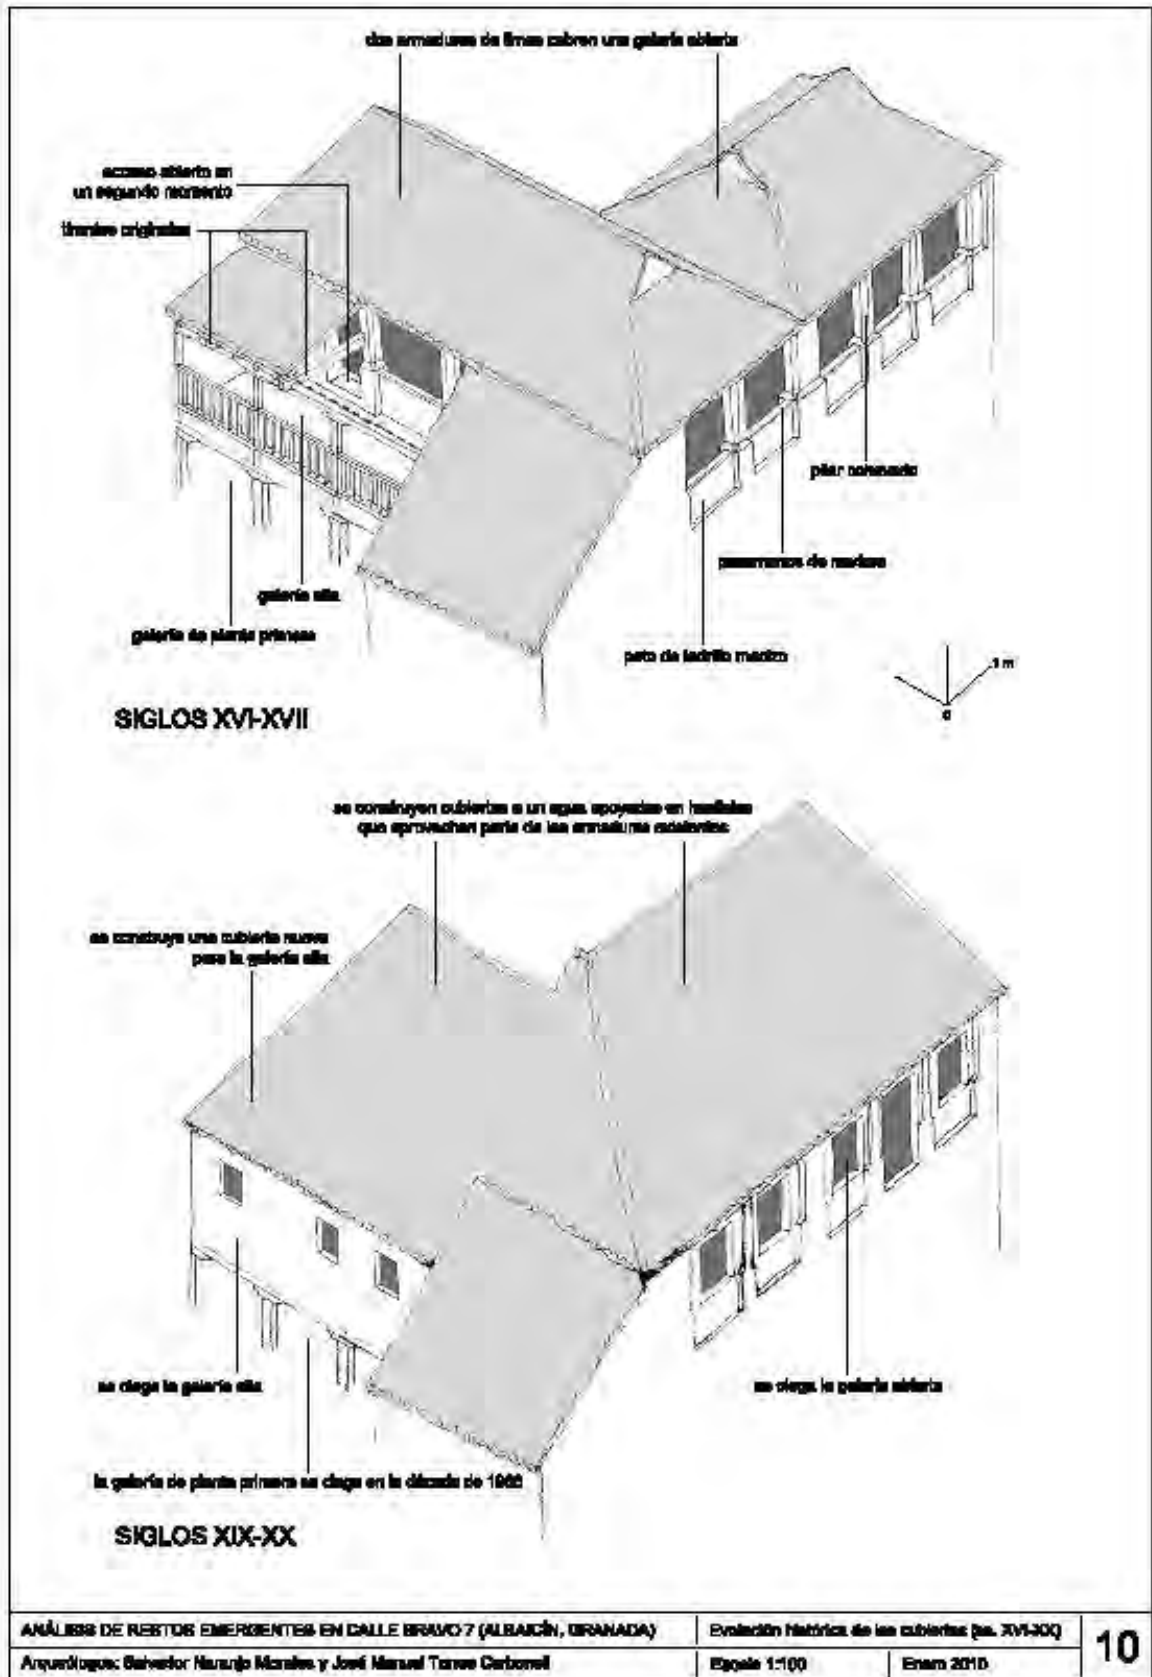 dos armaduras de limas cubren una galería abierta
acceso abierto en
un segundo momento
tirantes originales
pilar
pasamanos de madera
galería alta
galería de planta primera
peto de ladrillo macizo
1 m
0
SIGLOS XVI-XVII
se construyen cubiertas a un agua apoyadas en hastiales
que aprovechan parte de las armaduras existentes
se construye una cubierta nueva
para la galería alta
se ciega la galería alta
se ciega la galería abierta
la galería de planta primera se ciega en la década de
SIGLOS XIX-XX
ANÁLISIS DE RESTOS EMERGENTES EN CALLE BRAVO 7 (ALBAICÍN, GRANADA)
Evolución histórica de las cubiertas (ss. XVI-XX)
10
Arqueólogos: Salvador Naranjo Morales y José Manuel Torres Carbonell
Escala 1:100
Enero 2010